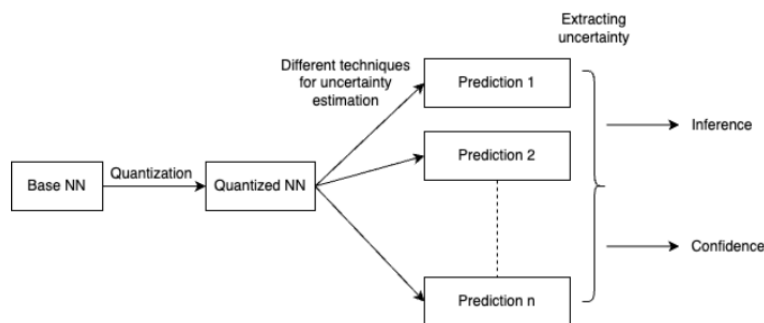 Extracting
uncertainty
Different techniques
for uncertainty
estimation
Prediction 1
Inference
Prediction 2
Quantization
Base NN
Quantized NN
Confidence
Prediction n